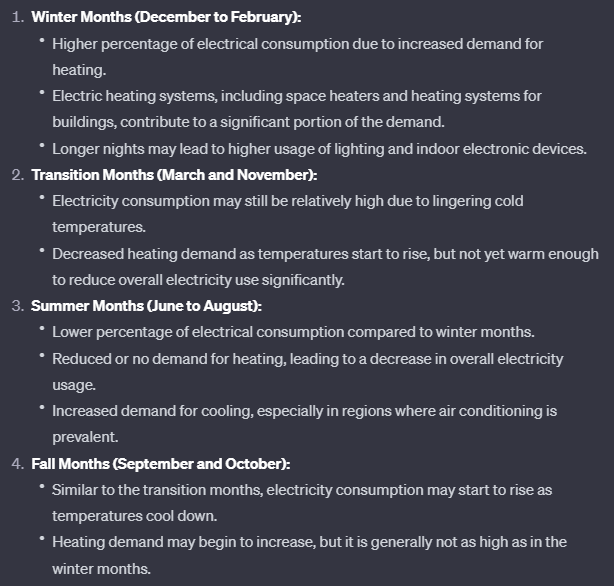 1. Winter Months (December to February):
• Higher percentage of electrical consumption due to increased demand for
heating.
• Electric heating systems, including space heaters and heating systems for
buildings, contribute to a significant portion of the demand.
• Longer nights may lead to higher usage of lighting and indoor electronic devices.
2. Transition Months (March and November):
• Electricity consumption may still be relatively high due to lingering cold
temperatures.
• Decreased heating demand as temperatures start to rise, but not yet warm enough
to reduce overall electricity use significantly.
3. Summer Months (June to August):
• Lower percentage of electrical consumption compared to winter months.
• Reduced or no demand for heating, leading to a decrease in overall electricity
usage.
• Increased demand for cooling, especially in regions where air conditioning is
prevalent.
4. Fall Months (September and October):
• Similar to the transition months, electricity consumption may start to rise as
temperatures cool down.
• Heating demand may begin to increase, but it is generally not as high as in the
winter months.